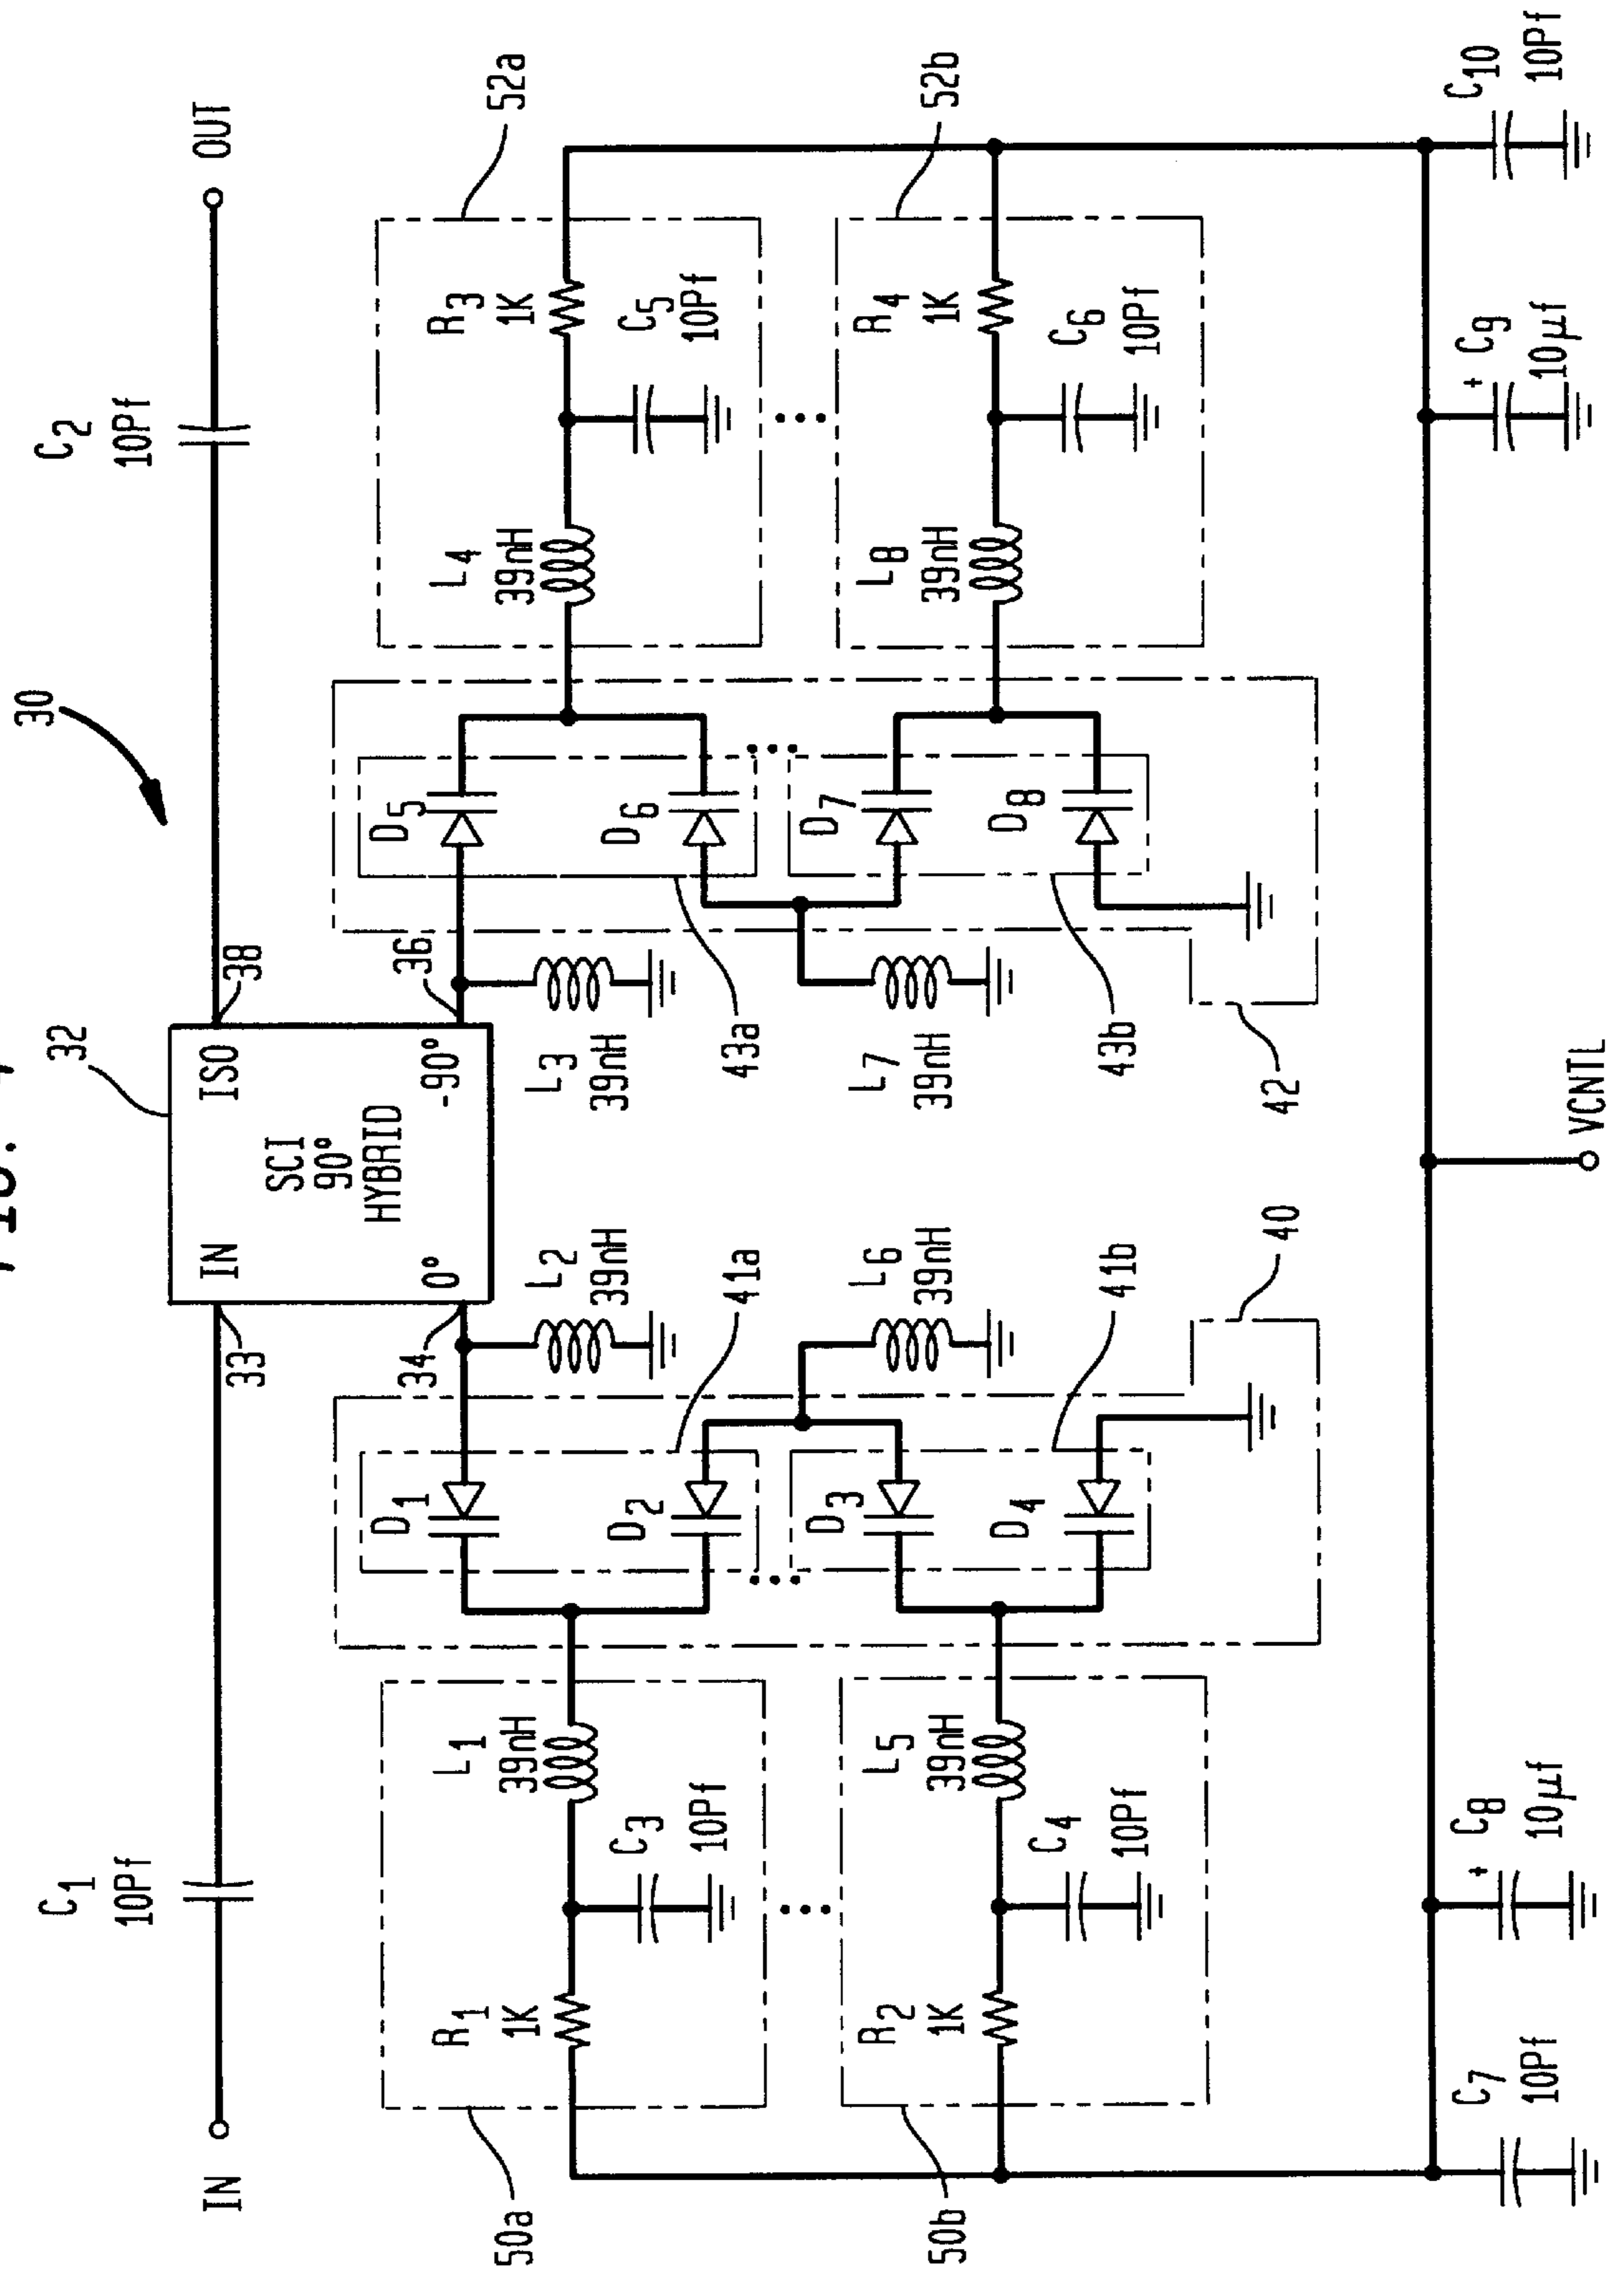 30
C1
10Pf
C2
10Pf
IN
OUT
32
IN
ISO
SCI
90°
HYBRID
0°
-90°
33
38
34
36
50a
R1
1K
L1
39nH
C3
10Pf
D1
D2
L2
39nH
41a
L3
39nH
43a
D5
D6
L4
39nH
R3
1K
C5
10Pf
52a
50b
R2
1K
L5
39nH
C4
10Pf
D3
D4
L6
39nH
41b
40
L7
39nH
43b
42
D7
D8
L8
39nH
R4
1K
C6
10Pf
52b
C7
10Pf
+
C8
10µf
VCNTL
+
C9
10µf
C10
10Pf